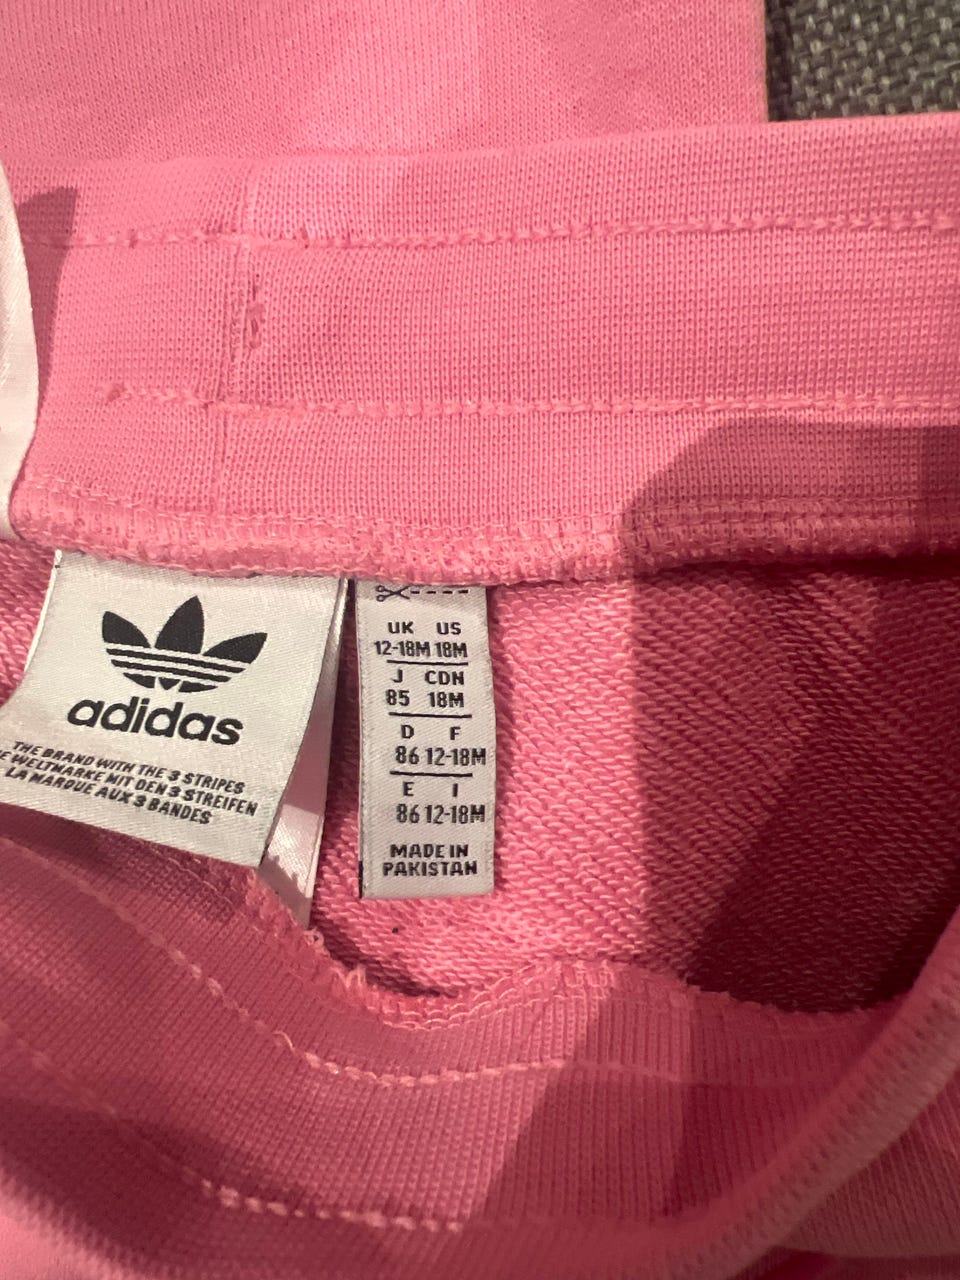 adidas
THE BRAND WITH THE 3 STRIPES
E WELTMARKE MIT DEN 3 STREIFEN
LA MARQUE AUX 3 BANDES
UK US
12-18M 18M
J CDN
85 18M
D F
86 12-18M
E I
86 12-18M
MADE IN
PAKISTAN